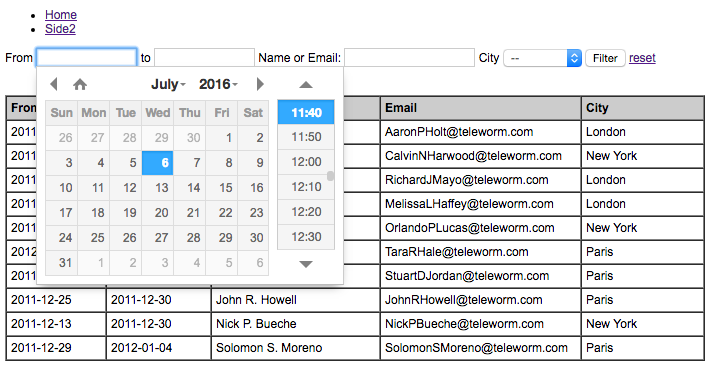 Home
Side2
From to Name or Email: City -- Filter reset
July 2016
Sun Mon Tue Wed Thu Fri Sat
26 27 28 29 30 1 2
3 4 5 6 7 8 9
10 11 12 13 14 15 16
17 18 19 20 21 22 23
24 25 26 27 28 29 30
31 1 2 3 4 5 6
11:40
11:50
12:00
12:10
12:20
12:30
Email City
2011 AaronPHolt@teleworm.com London
2011 CalvinNHarwood@teleworm.com New York
2011 RichardJMayo@teleworm.com London
2011 MelissaLHaffey@teleworm.com London
2011 OrlandoPLucas@teleworm.com New York
2012 TaraRHale@teleworm.com Paris
2011 StuartDJordan@teleworm.com Paris
2011-12-25 2011-12-30 John R. Howell JohnRHowell@teleworm.com Paris
2011-12-13 2011-12-30 Nick P. Bueche NickPBueche@teleworm.com New York
2011-12-29 2012-01-04 Solomon S. Moreno SolomonSMoreno@teleworm.com Paris